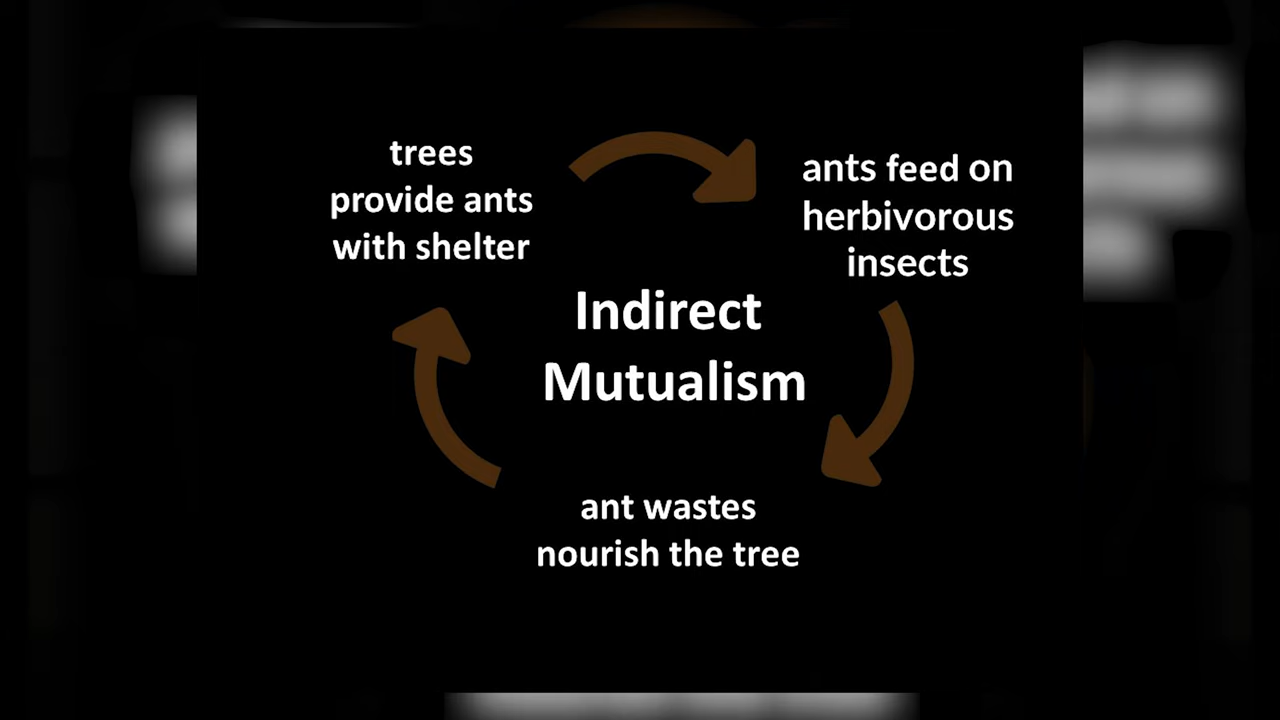 trees
provide ants
with shelter
ants feed on
herbivorous
insects
Indirect
Mutualism
ant wastes
nourish the tree